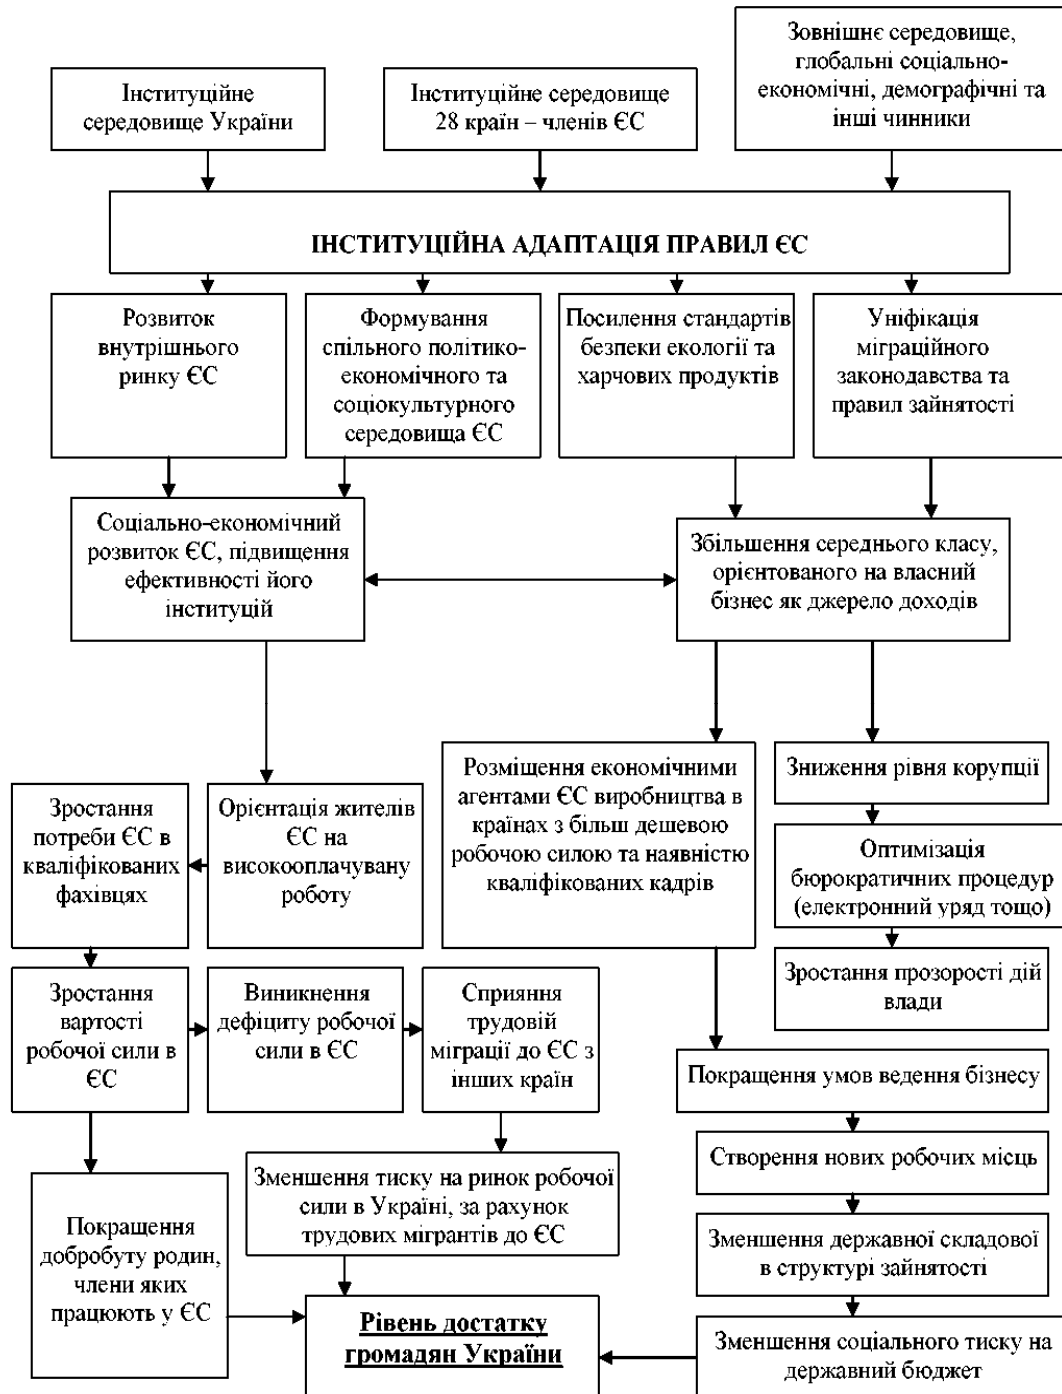 Інституційне
середовище України
Інституційне середовище
28 країн – членів ЄС
Зовнішнє середовище,
глобальні соціально-
економічні, демографічні та
інші чинники
ІНСТИТУЦІЙНА АДАПТАЦІЯ ПРАВИЛ ЄС
Розвиток
внутрішнього
ринку ЄС
Формування
спільного політико-
економічного та
соціокультурного
середовища ЄС
Посилення стандартів
безпеки екології та
харчових продуктів
Уніфікація
міграційного
законодавства та
правил зайнятості
Соціально-економічний
розвиток ЄС, підвищення
ефективності його
інституцій
Збільшення середнього класу,
орієнтованого на власний
бізнес як джерело доходів
Зростання
потреби ЄС в
кваліфікованих
фахівцях
Орієнтація жителів
ЄС на
високооплачувану
роботу
Розміщення економічними
агентами ЄС виробництва в
країнах з більш дешевою
робочою силою та наявністю
кваліфікованих кадрів
Зниження рівня корупції
Оптимізація
бюрократичних процедур
(електронний уряд тощо)
Зростання прозорості дій
влади
Зростання
вартості
робочої сили в
ЄС
Виникнення
дефіциту робочої
сили в ЄС
Сприяння
трудовій
міграції до ЄС з
інших країн
Покращення умов ведення бізнесу
Створення нових робочих місць
Зменшення тиску на ринок робочої
сили в Україні, за рахунок
трудових мігрантів до ЄС
Зменшення державної складової
в структурі зайнятості
Покращення
добробуту родин,
члени яких
працюють у ЄС
Рівень достатку
громадян України
Зменшення соціального тиску на
державний бюджет